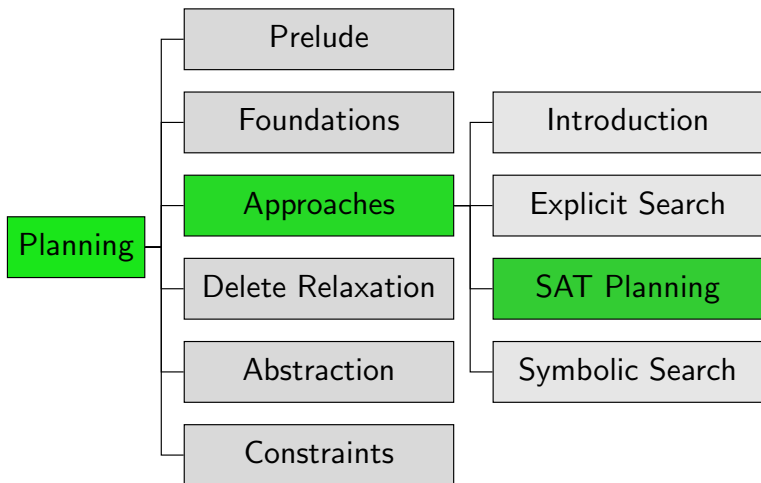 Planning
Prelude
Foundations
Approaches
Delete Relaxation
Abstraction
Constraints
Introduction
Explicit Search
SAT Planning
Symbolic Search